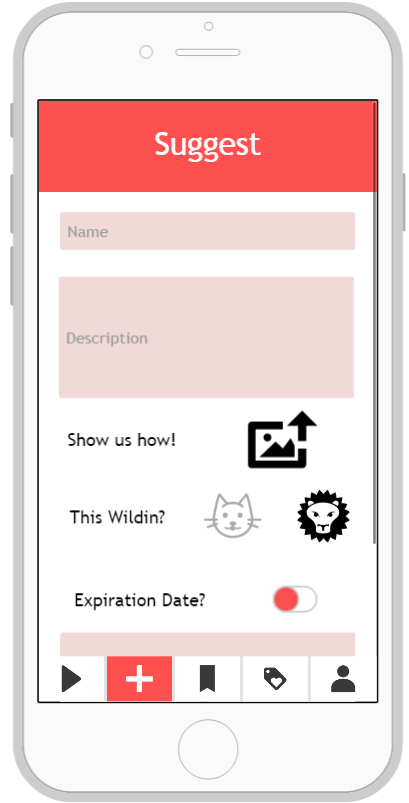 Suggest
Name
Description
Show us how!
This Wildin?
Expiration Date?